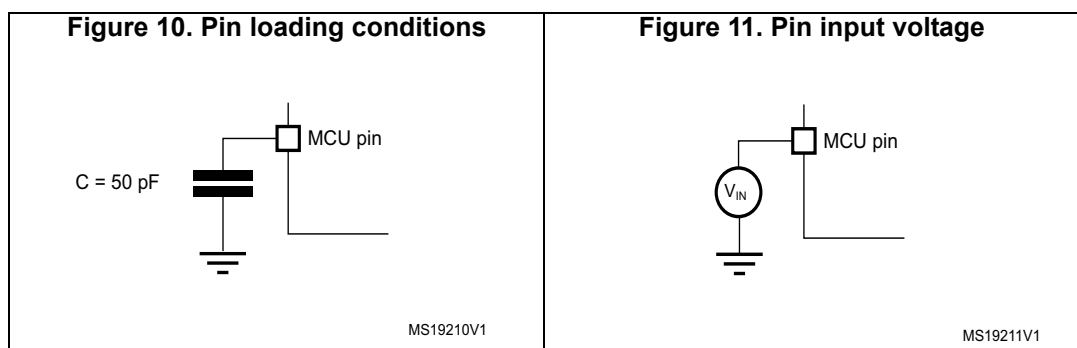 Figure 10. Pin loading conditions
MCU pin
C = 50 pF
MS19210V1
Figure 11. Pin input voltage
MCU pin
VIN
MS19211V1